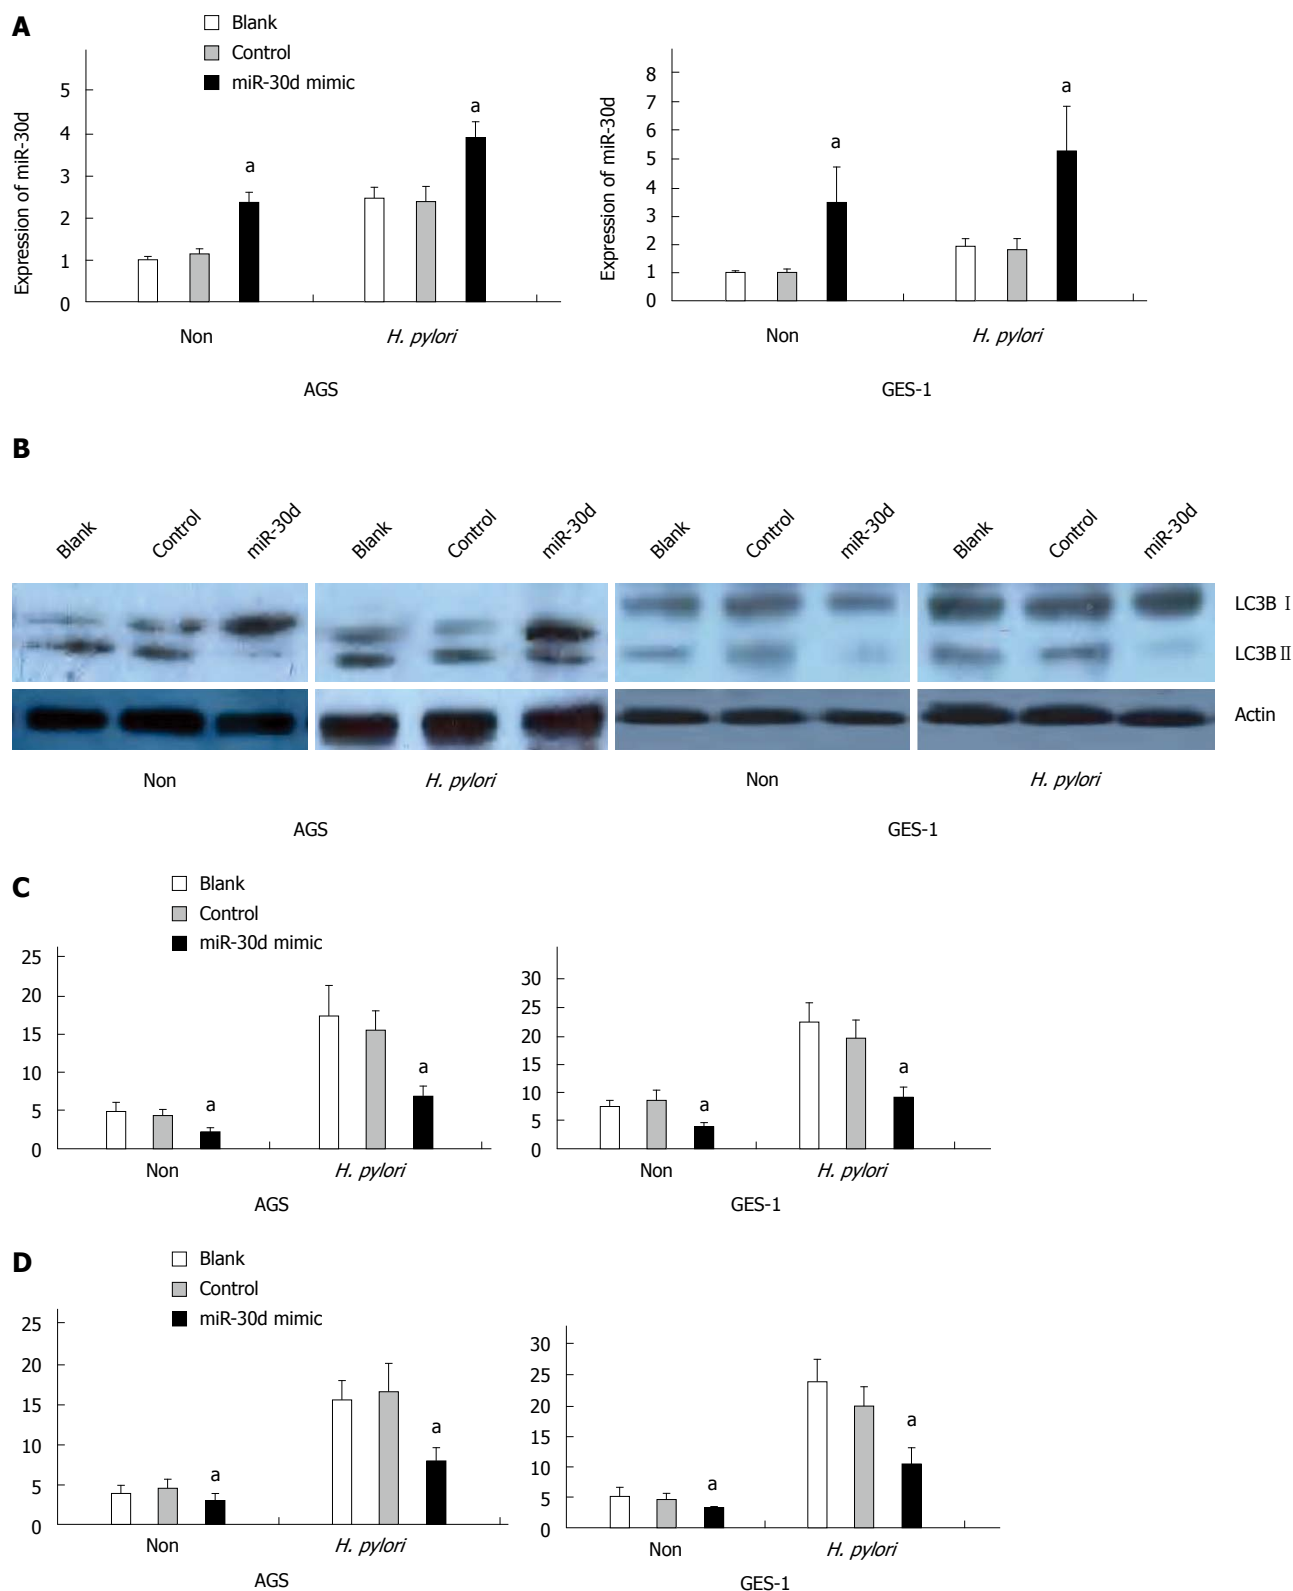 A
Blank
Control
miR-30d mimic
Expression of miR-30d
5
4
3
2
1
0
a
a
Non
H. pylori
AGS
Expression of miR-30d
8
7
6
5
4
3
2
1
0
a
a
Non
H. pylori
GES-1
B
Blank
Control
miR-30d
Blank
Control
miR-30d
Blank
Control
miR-30d
Blank
Control
miR-30d
LC3B Ⅰ
LC3B Ⅱ
Actin
Non
H. pylori
Non
H. pylori
AGS
GES-1
C
Blank
Control
miR-30d mimic
25
20
15
10
5
0
a
a
Non
H. pylori
AGS
30
25
20
15
10
5
0
a
a
Non
H. pylori
GES-1
D
Blank
Control
miR-30d mimic
25
20
15
10
5
0
a
a
Non
H. pylori
AGS
30
25
20
15
10
5
0
a
a
Non
H. pylori
GES-1